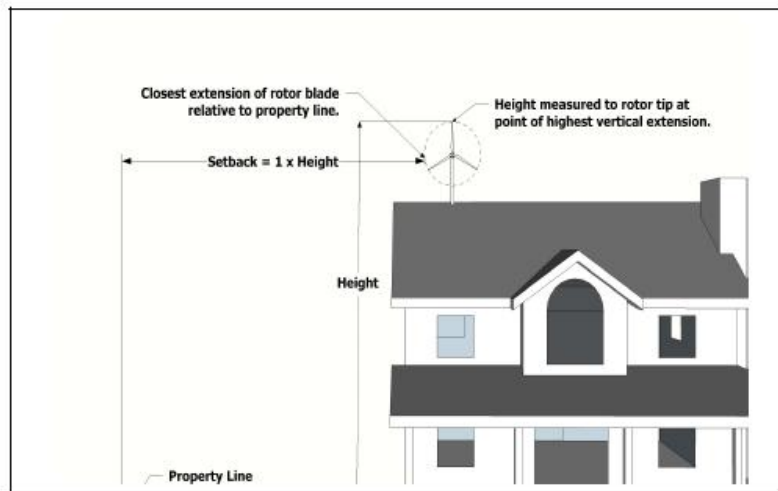 Closest extension of rotor blade
relative to property line.
Height measured to rotor tip at
point of highest vertical extension.
Setback = 1 x Height
Height
Property Line